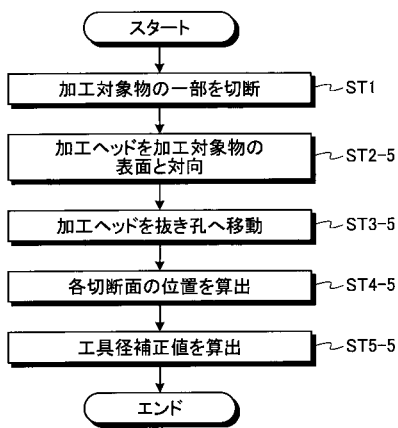 スタート
加工対象物の一部を切断
ST1
加工ヘッドを加工対象物の
表面と対向
ST2-5
加工ヘッドを抜き孔へ移動
ST3-5
各切断面の位置を算出
ST4-5
工具径補正値を算出
ST5-5
エンド